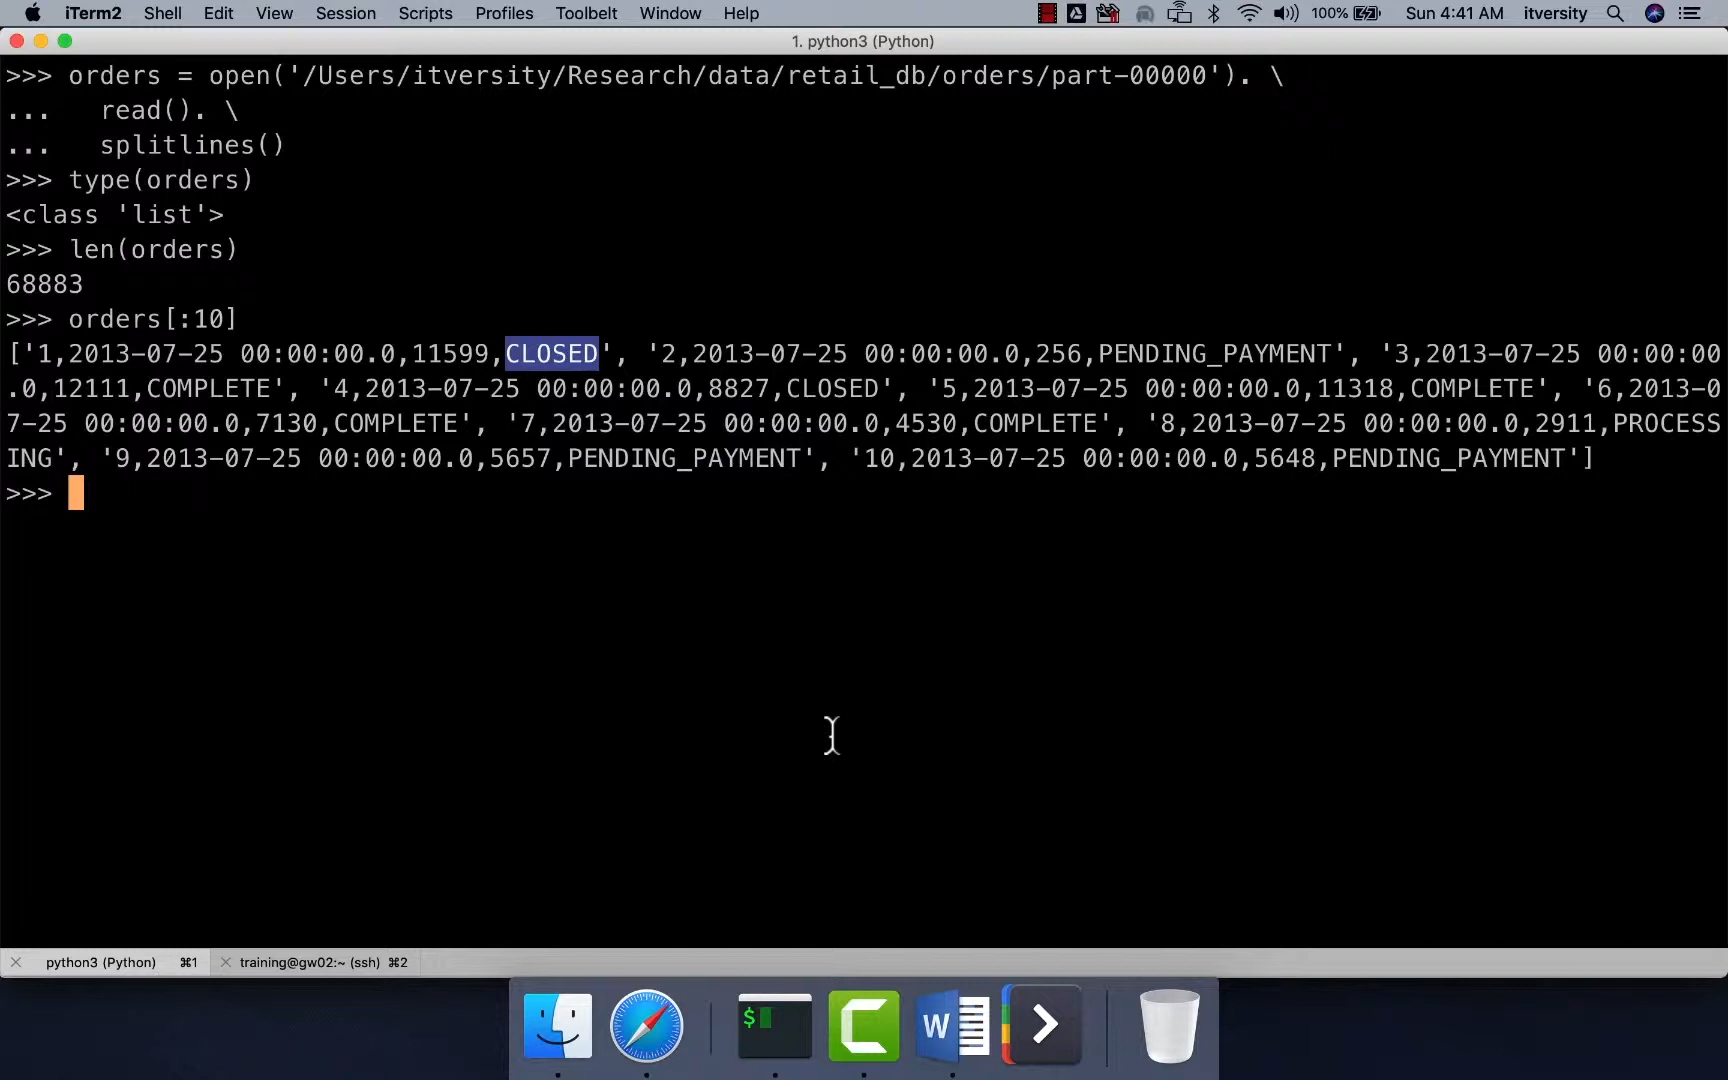 iTerm2 Shell Edit View Session Scripts Profiles Toolbelt Window Help 100% Sun 4:41 AM itversity
1. python3 (Python)
>>> orders = open('/Users/itversity/Research/data/retail_db/orders/part-00000'). \
...   read(). \
...   splitlines()
>>> type(orders)
<class 'list'>
>>> len(orders)
68883
>>> orders[:10]
['1,2013-07-25 00:00:00.0,11599,CLOSED', '2,2013-07-25 00:00:00.0,256,PENDING_PAYMENT', '3,2013-07-25 00:00:00
.0,12111,COMPLETE', '4,2013-07-25 00:00:00.0,8827,CLOSED', '5,2013-07-25 00:00:00.0,11318,COMPLETE', '6,2013-0
7-25 00:00:00.0,7130,COMPLETE', '7,2013-07-25 00:00:00.0,4530,COMPLETE', '8,2013-07-25 00:00:00.0,2911,PROCESS
ING', '9,2013-07-25 00:00:00.0,5657,PENDING_PAYMENT', '10,2013-07-25 00:00:00.0,5648,PENDING_PAYMENT']
>>>
python3 (Python) ⌘1 training@gw02:~ (ssh) ⌘2
$ W